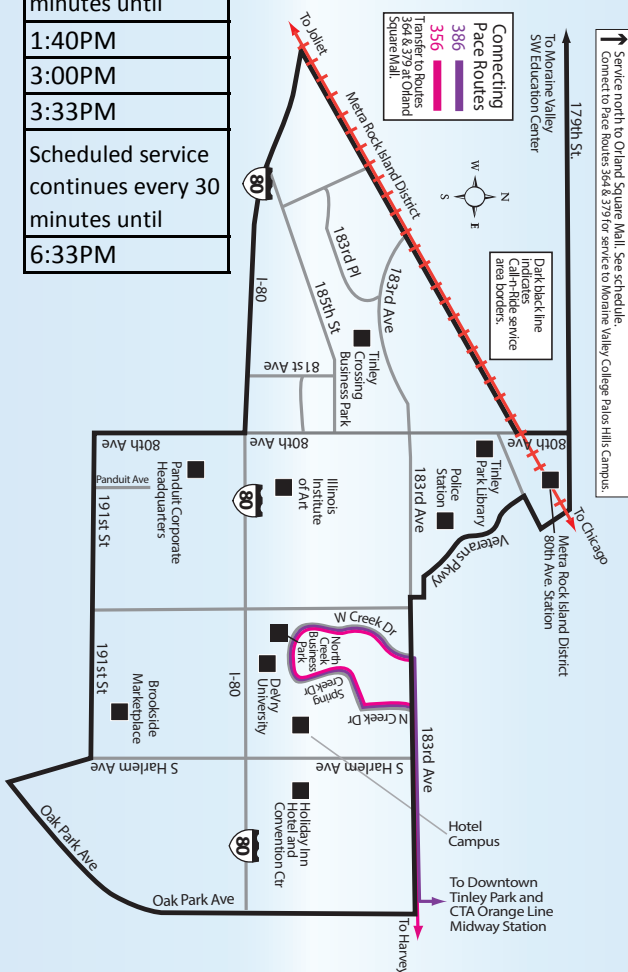 minutes until
1:40PM
3:00PM
3:33PM
Scheduled service
continues every 30
minutes until
6:33PM
Service north to Orland Square Mall. See schedule.
Connect to Pace Routes 364 & 379 for service to Moraine Valley College Palos Hills Campus.
179th St.
To Moraine Valley
SW Education Center
Connecting
Pace Routes
386
356
Transfer to Routes
364 & 379 at Orland
Square Mall.
N
W
E
S
Dark black line
indicates
Call-n-Ride service
area borders.
To Joliet
Metra Rock Island District
To Chicago
Metra Rock Island District
80th Ave. Station
80th Ave
Tinley
Park Library
Police
Station
Veterans Pkwy
183rd Ave
183rd Pl
183rd Ave
185th St
Tinley
Crossing
Business Park
81st Ave
80
I-80
80th Ave
80th Ave
Illinois
Institute
of Art
80
Panduit Corporate
Headquarters
Panduit Ave
191st St
W Creek Dr
North
Creek
Business
Park
Spring
Creek Dr
N Creek Dr
183rd Ave
DeVry
University
I-80
191st St
Brookside
Marketplace
S Harlem Ave
S Harlem Ave
Hotel
Campus
Holiday Inn
Hotel and
Convention Ctr
80
Oak Park Ave
Oak Park Ave
To Downtown
Tinley Park and
CTA Orange Line
Midway Station
To Harvey